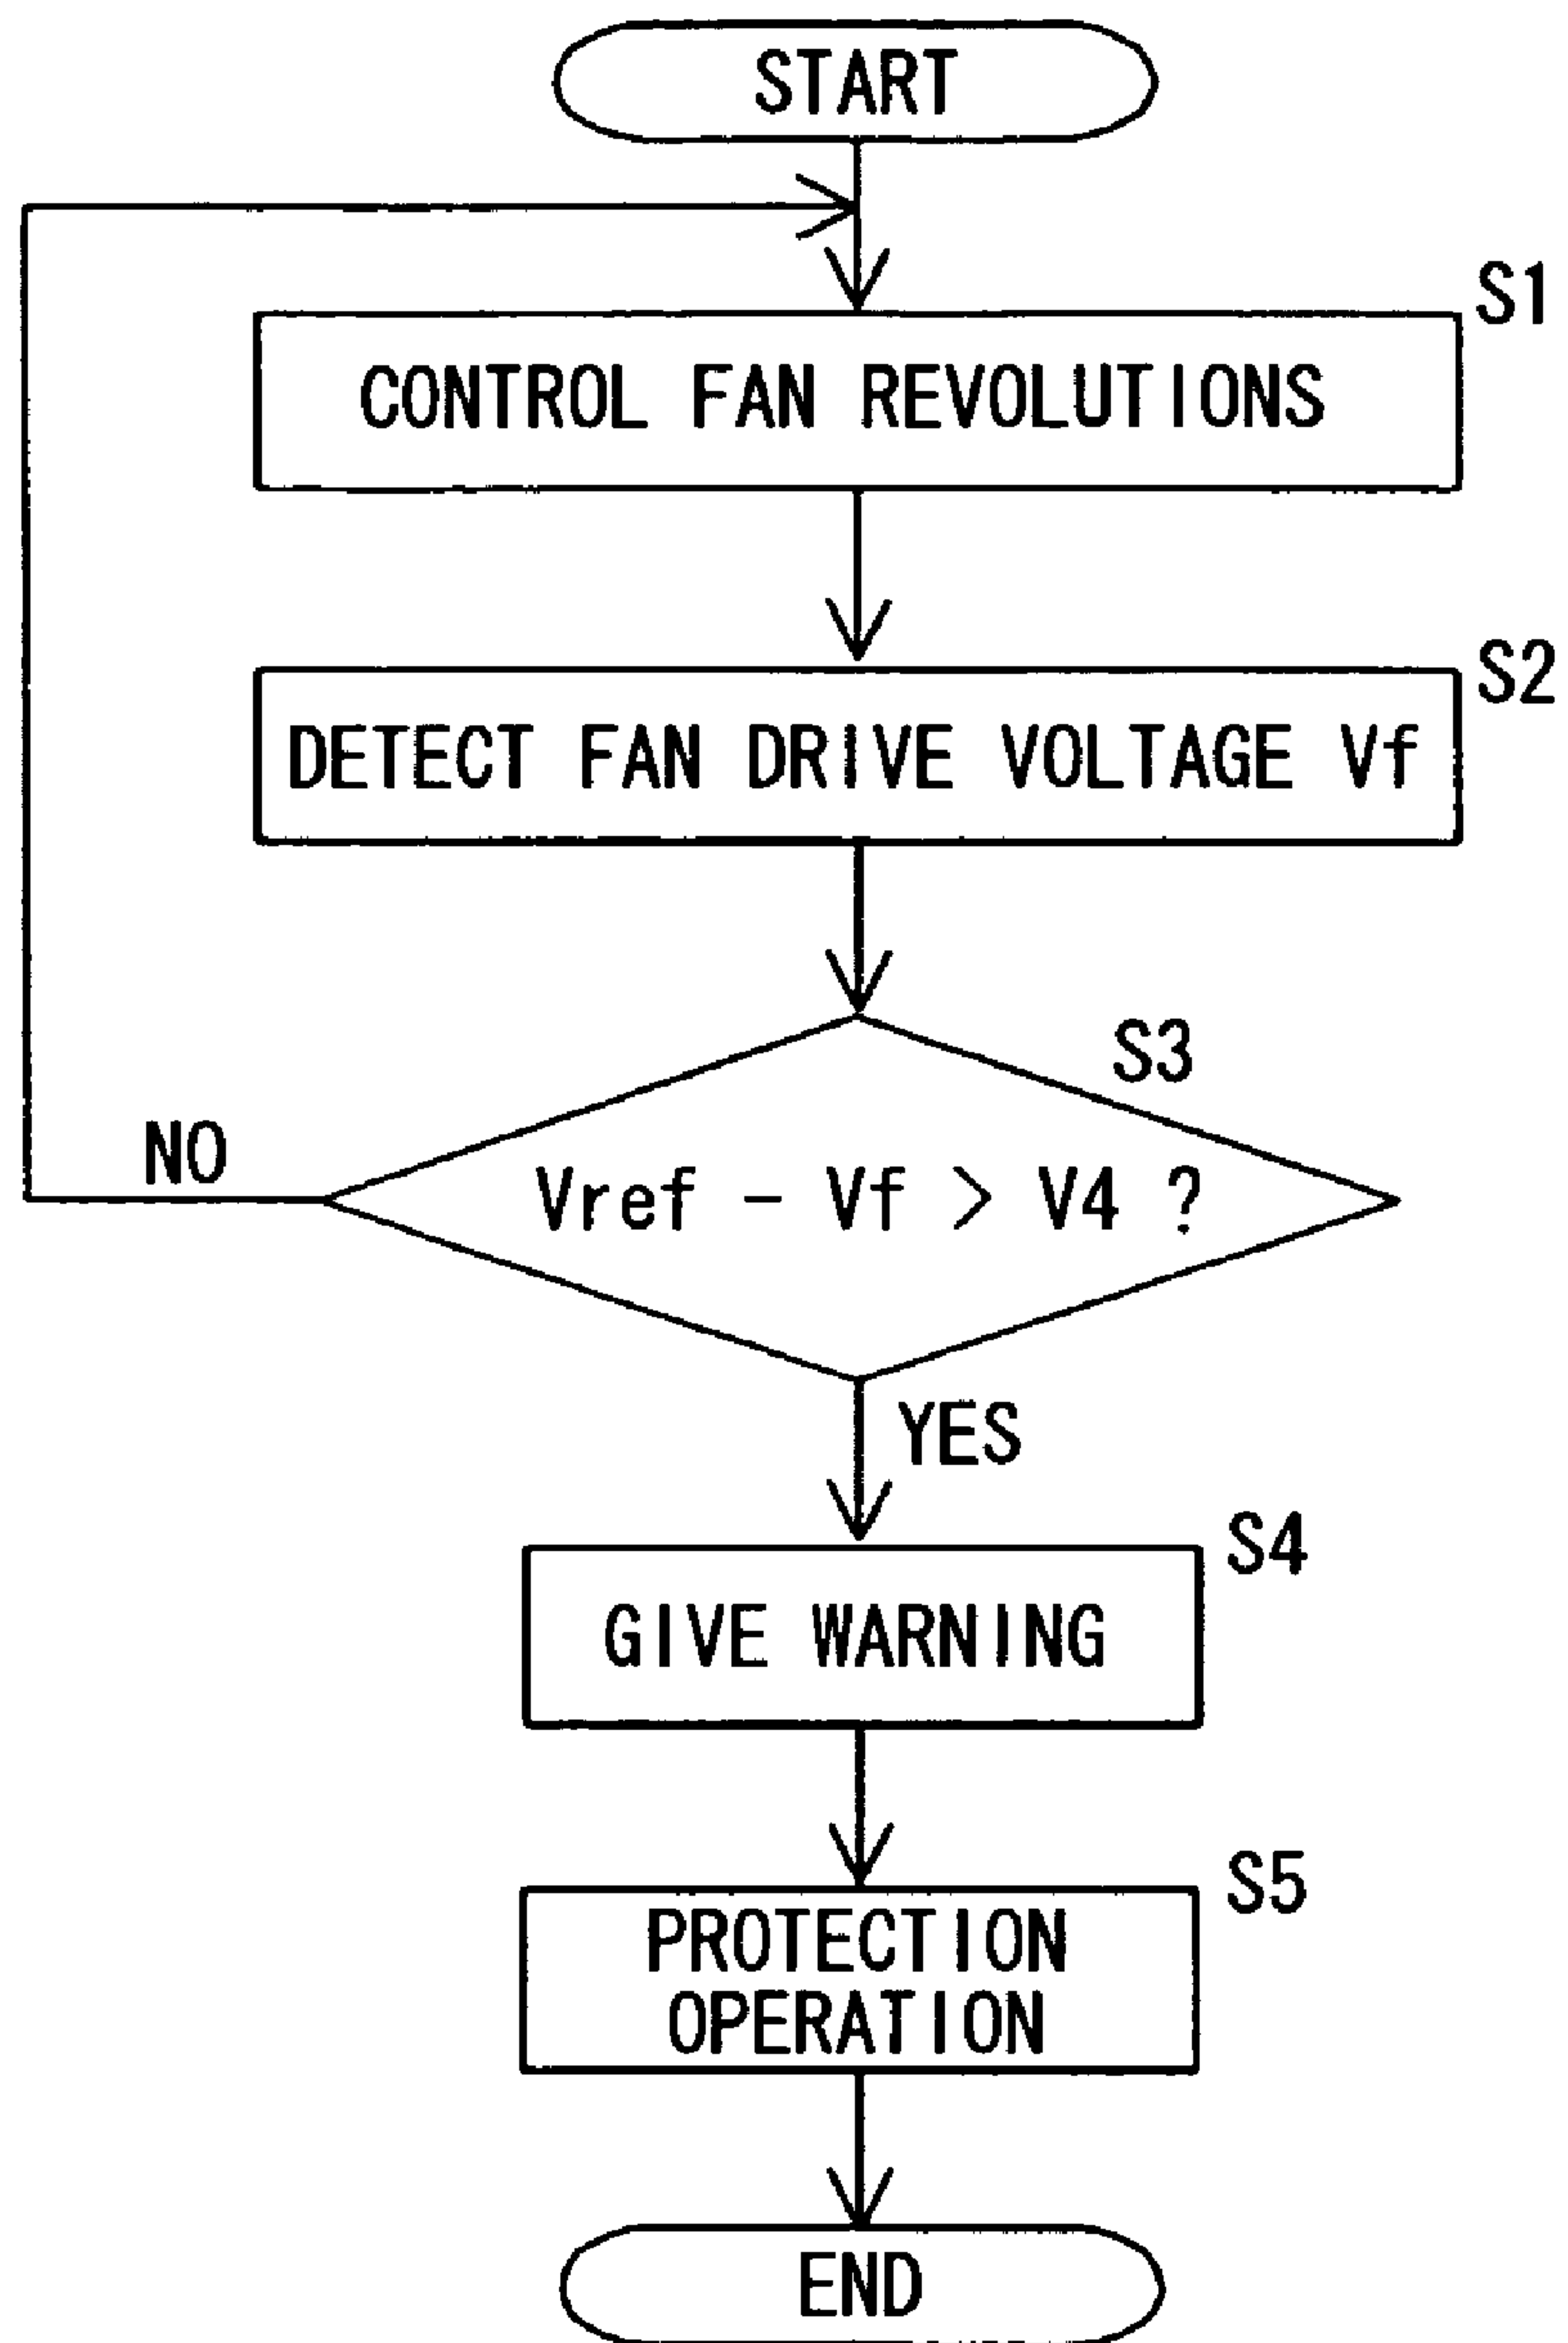 START
S1
CONTROL FAN REVOLUTIONS
S2
DETECT FAN DRIVE VOLTAGE Vf
S3
NO
Vref - Vf > V4 ?
YES
S4
GIVE WARNING
S5
PROTECTION
OPERATION
END